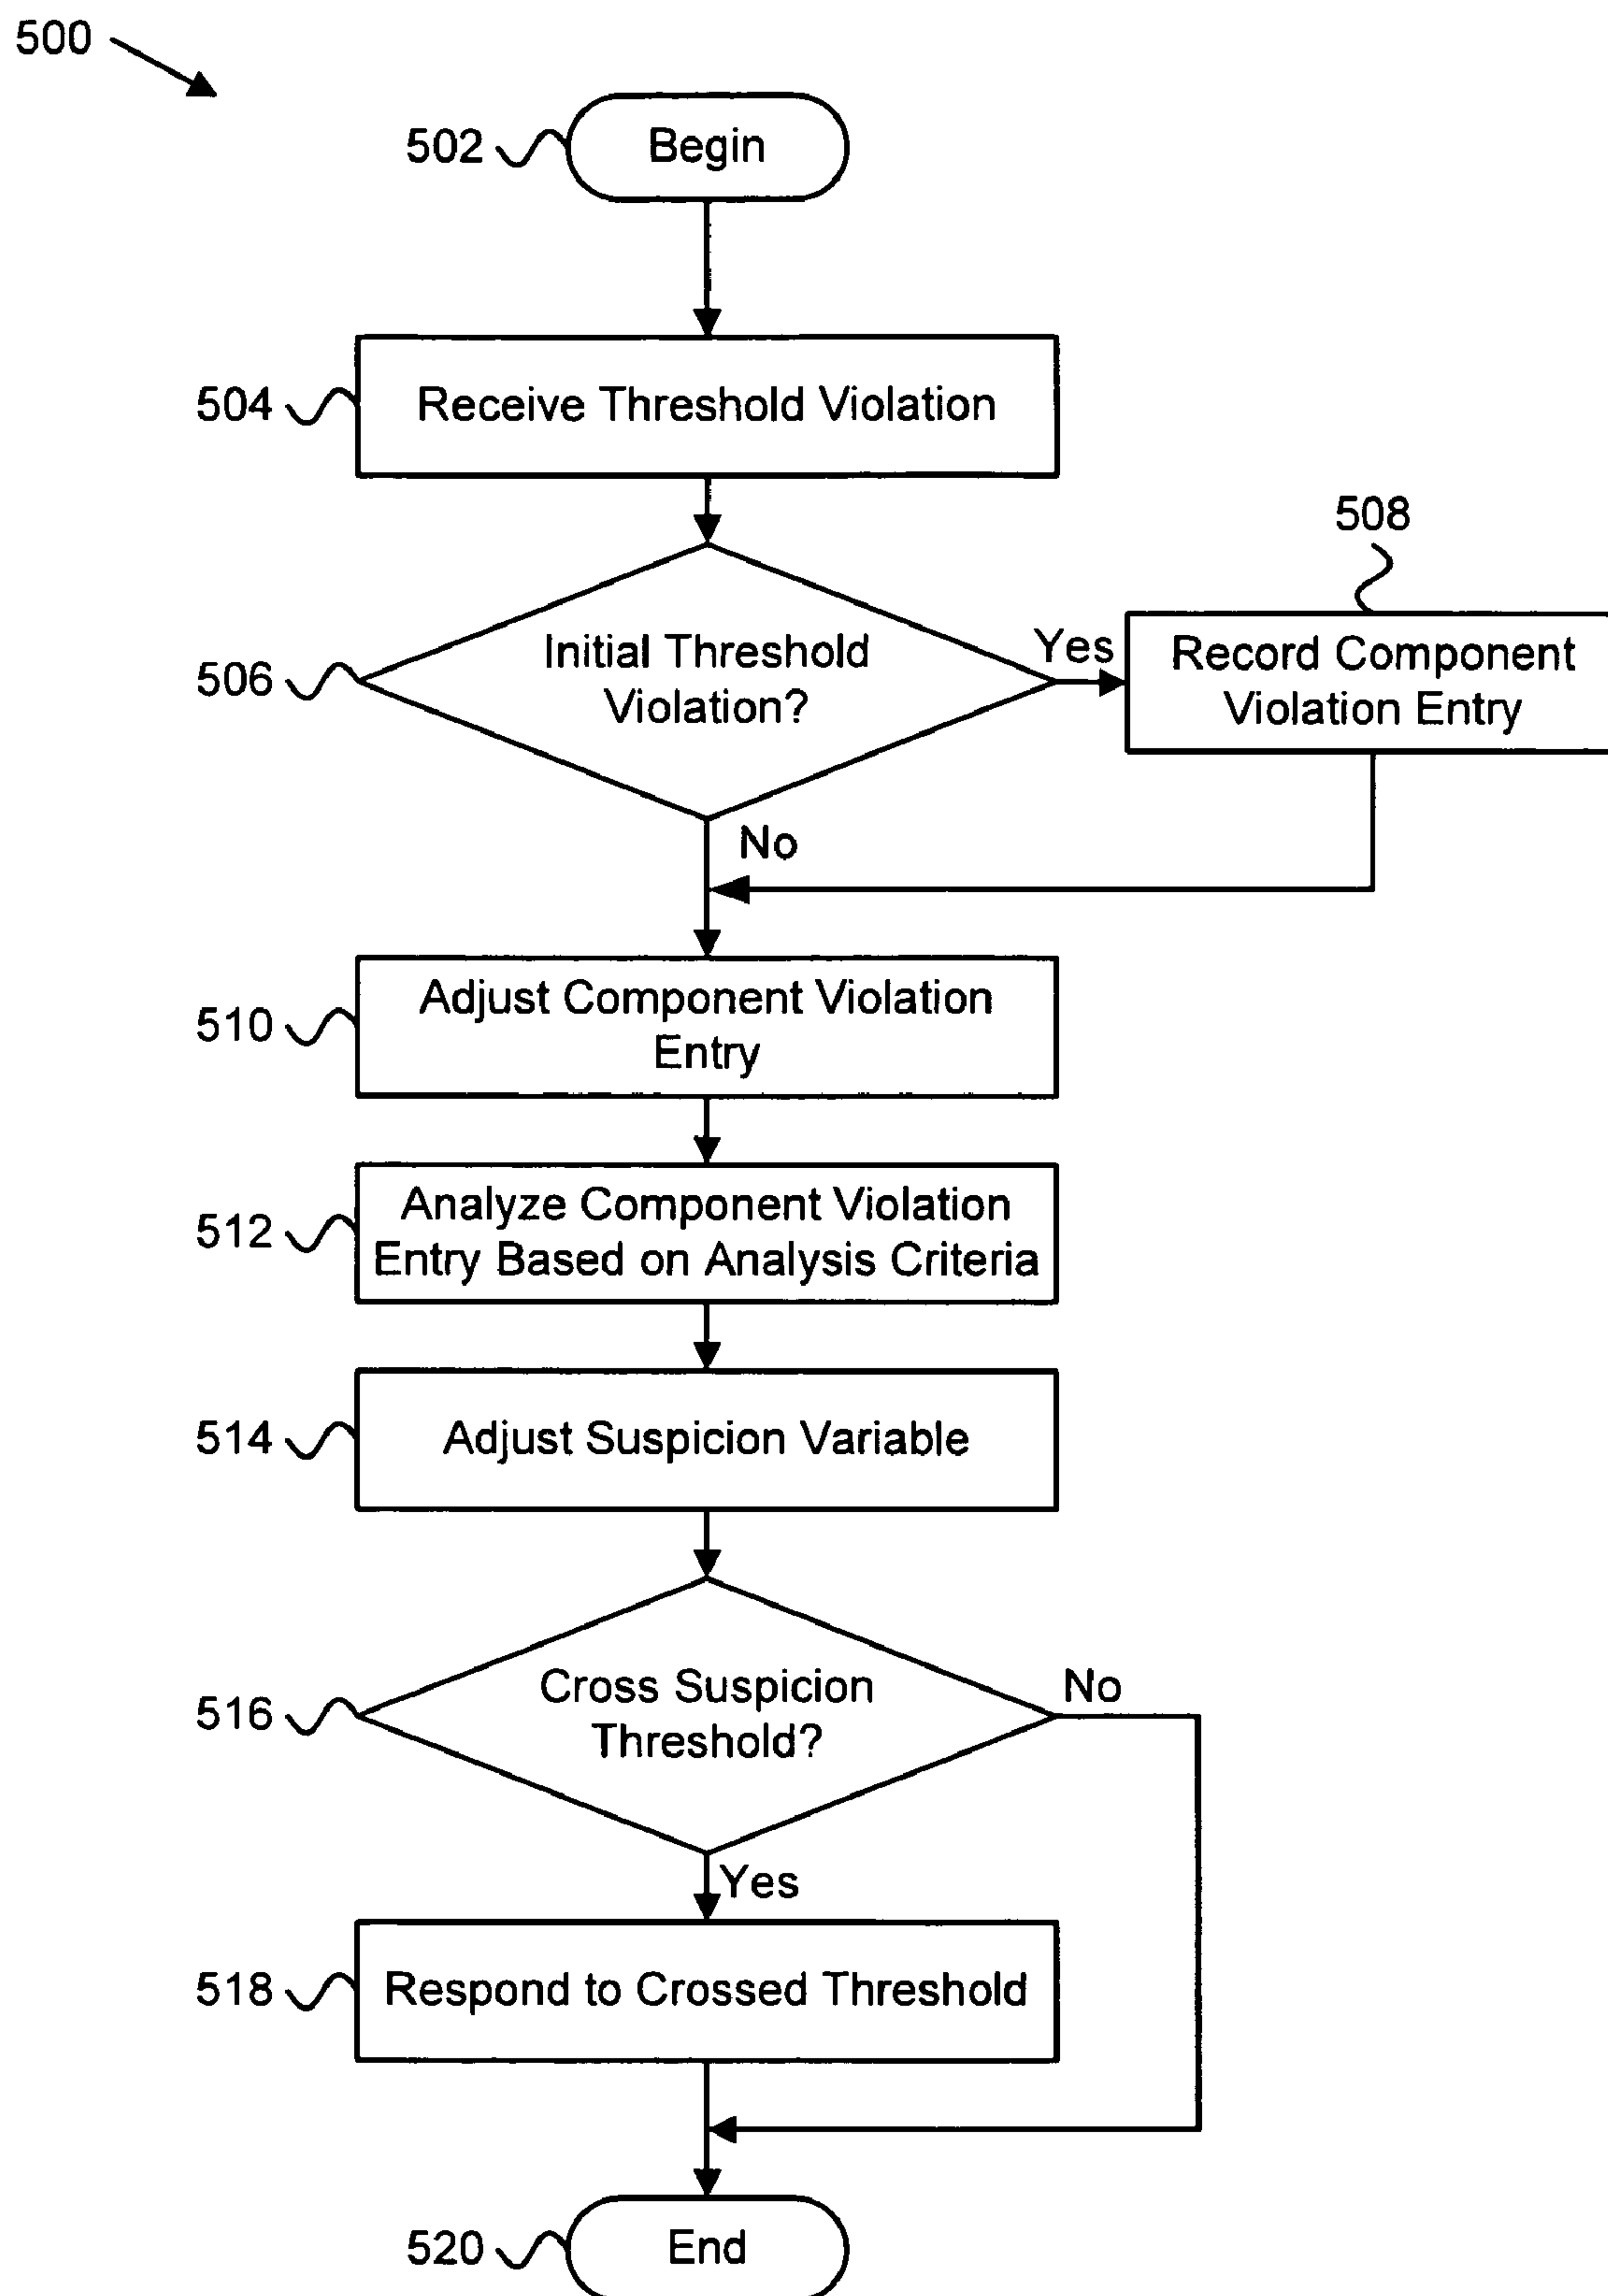 500
502
Begin
504
Receive Threshold Violation
508
506
Initial Threshold
Violation?
Yes
Record Component
Violation Entry
No
510
Adjust Component Violation
Entry
512
Analyze Component Violation
Entry Based on Analysis Criteria
514
Adjust Suspicion Variable
516
Cross Suspicion
Threshold?
No
Yes
518
Respond to Crossed Threshold
520
End